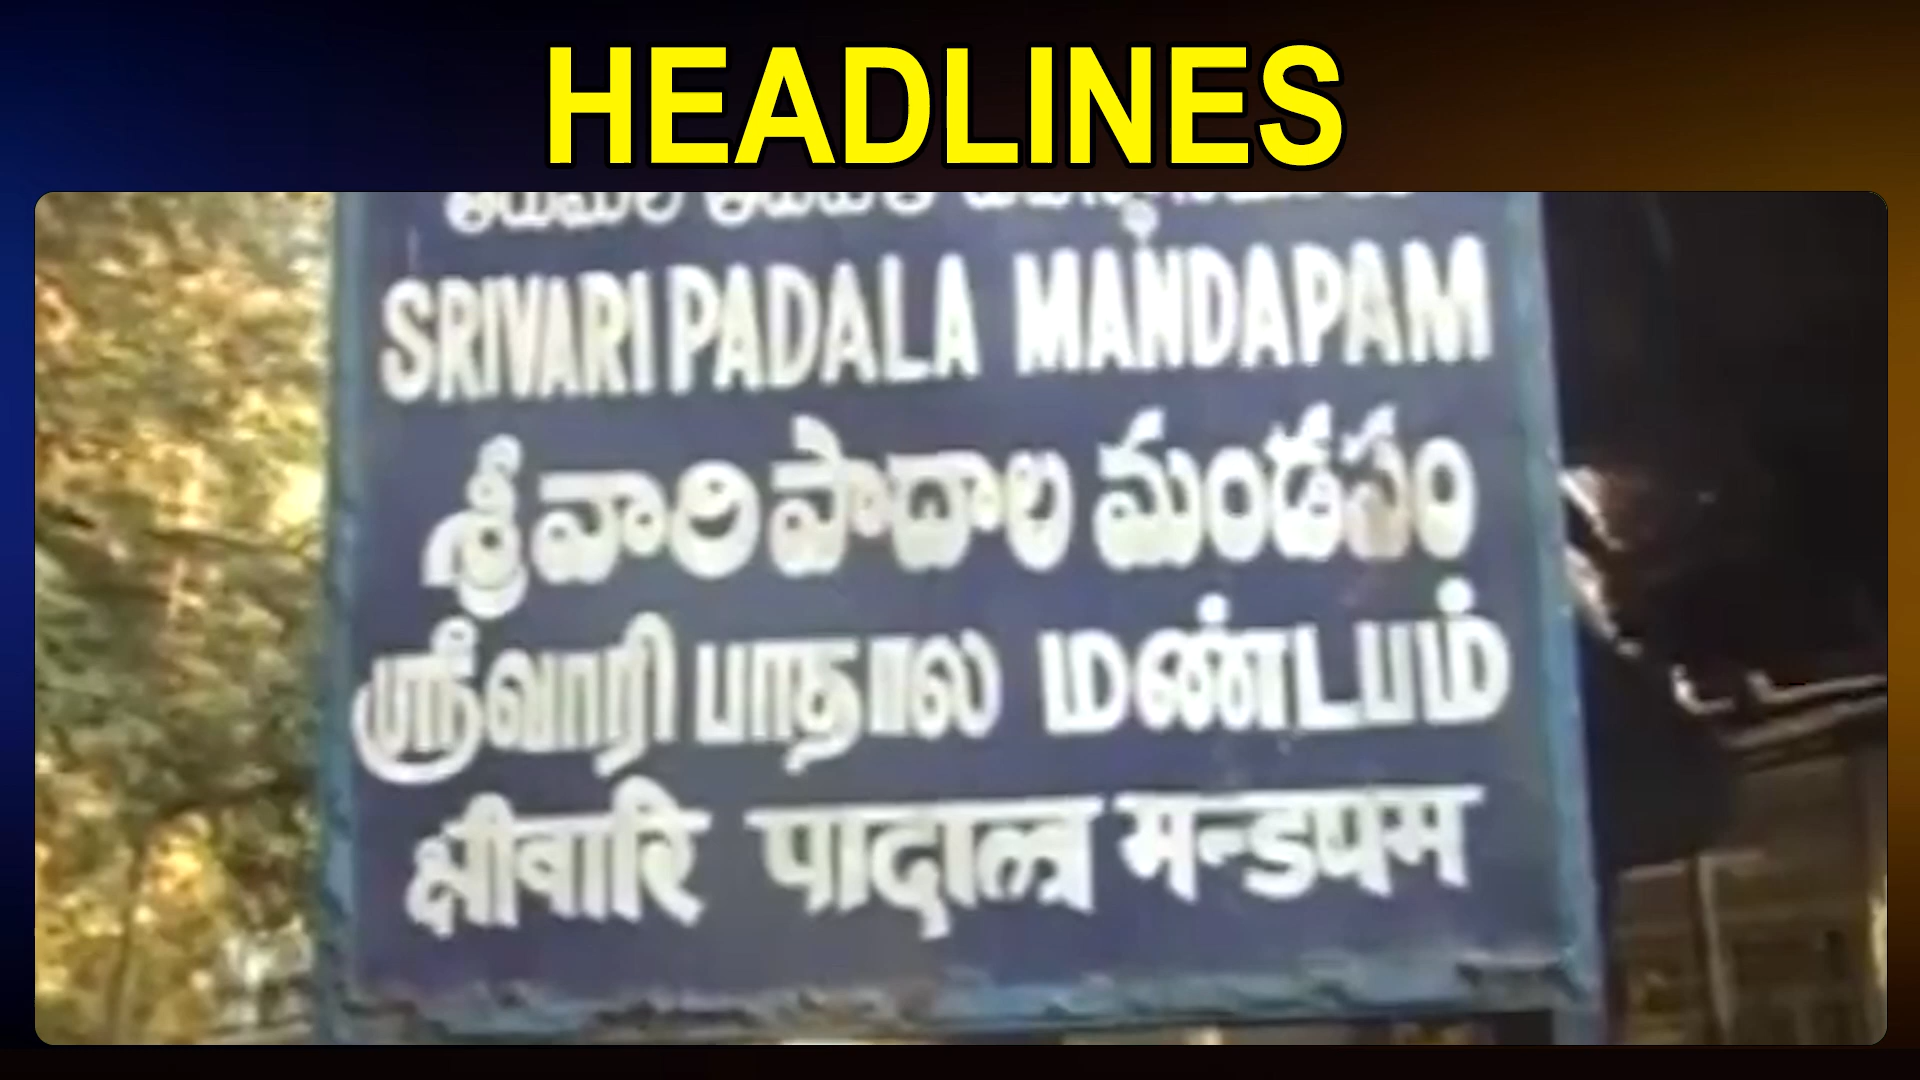 HEADLINES
SRIVARI PADALA MANDAPAM
శ్రీవారి పాదాల మండపం
ஸ்ரீவாரி பாதால மண்டபம்
श्रीवारि पादाल मन्डपम